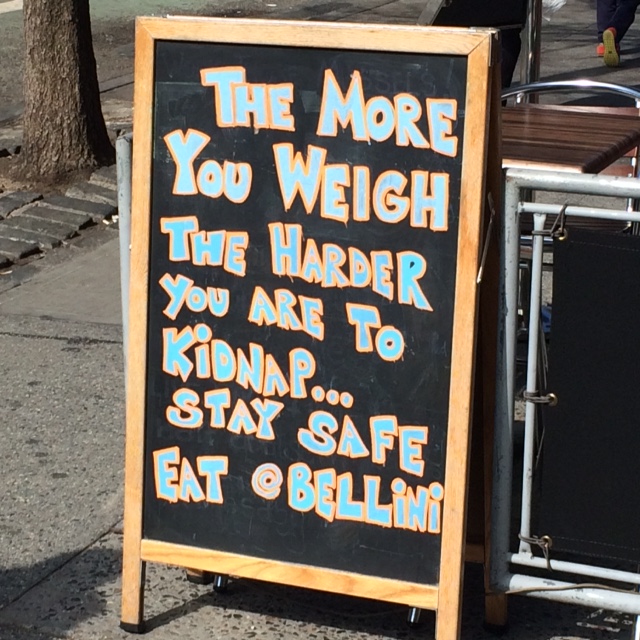 THE MORE
YOU WEIGH
THE HARDER
YOU ARE TO
KiDNAP...
STAY SAFE
EAT @BELLiNi